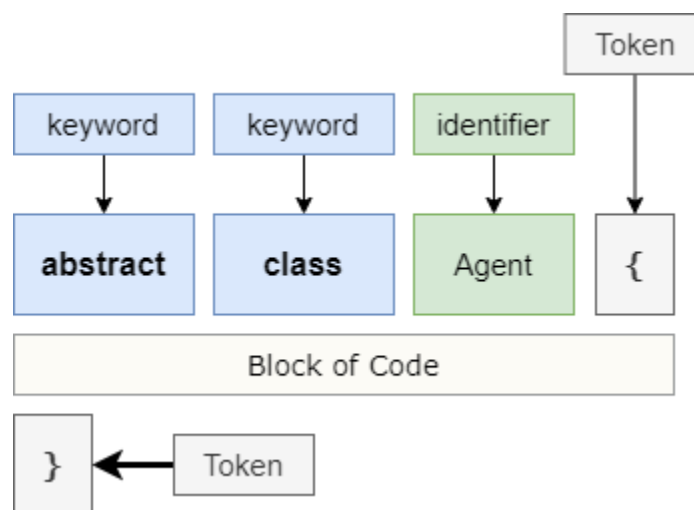 Token
keyword keyword identifier
abstract class Agent {
Block of Code
} Token